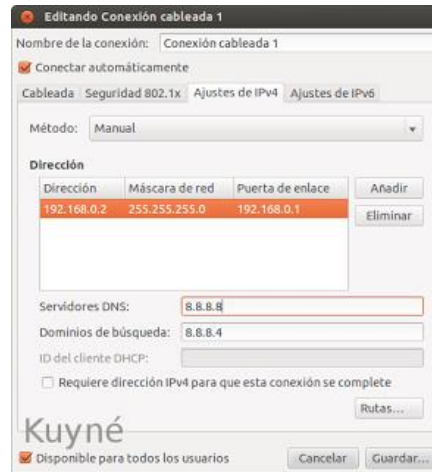 Editando Conexión cableada 1
Nombre de la conexión: Conexión cableada 1
Conectar automáticamente
Cableada Seguridad 802.1x Ajustes de IPv4 Ajustes de IPv6
Método: Manual
Dirección
Dirección Máscara de red Puerta de enlace Añadir
192.168.0.2 255.255.255.0 192.168.0.1 Eliminar
Servidores DNS: 8.8.8.8
Dominios de búsqueda: 8.8.8.4
ID del cliente DHCP:
Requiere dirección IPv4 para que esta conexión se complete
Rutas...
Kuyné
Disponible para todos los usuarios Cancelar Guardar...